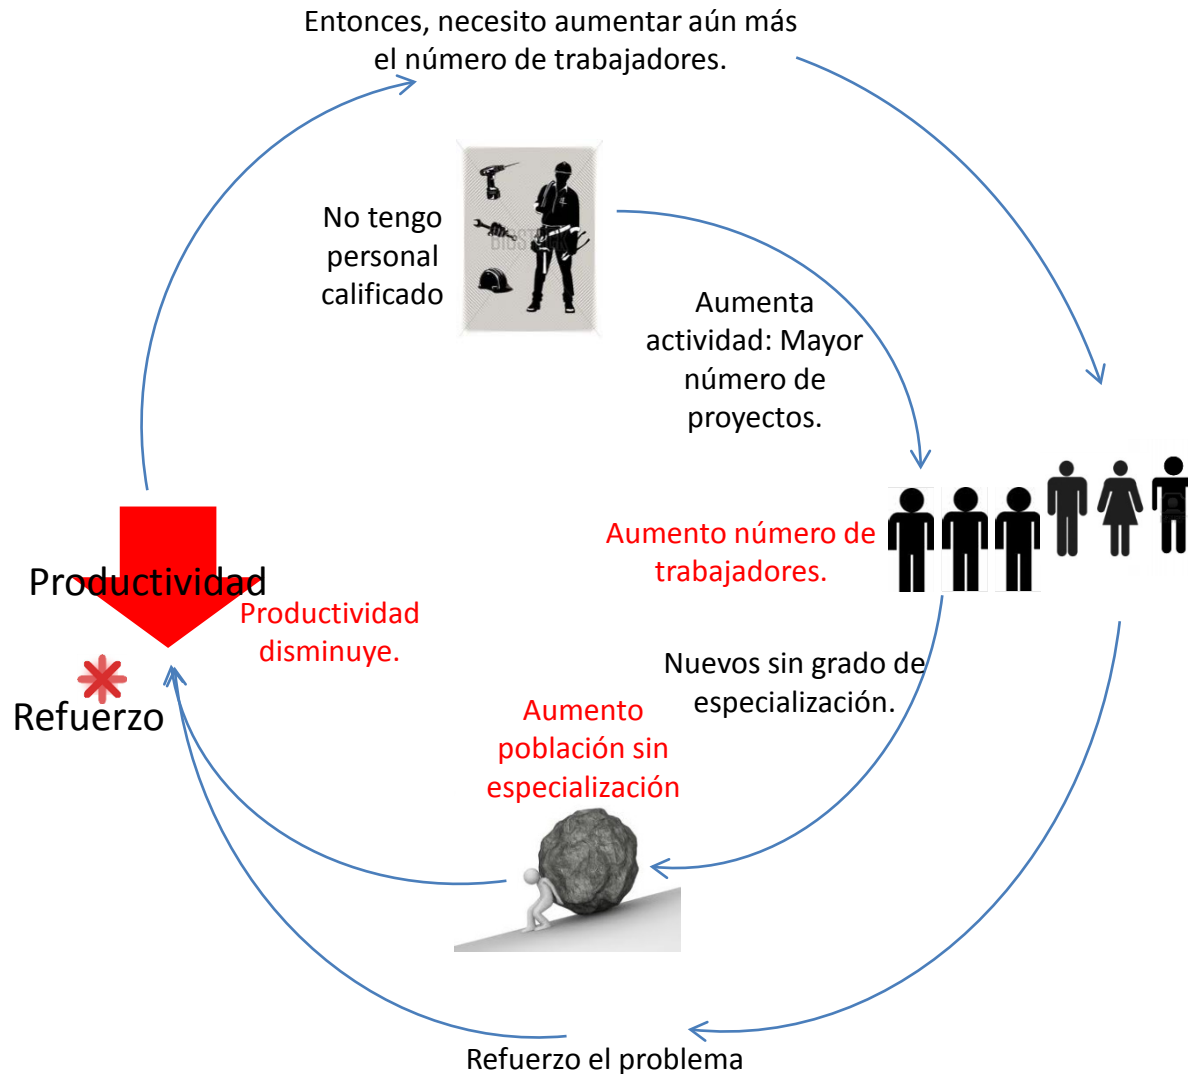 Entonces, necesito aumentar aún más
el número de trabajadores.
No tengo
personal
calificado
Aumenta
actividad: Mayor
número de
proyectos.
Aumento número de
trabajadores.
Productividad
Productividad
disminuye.
Refuerzo
Nuevos sin grado de
especialización.
Aumento
población sin
especialización
Refuerzo el problema